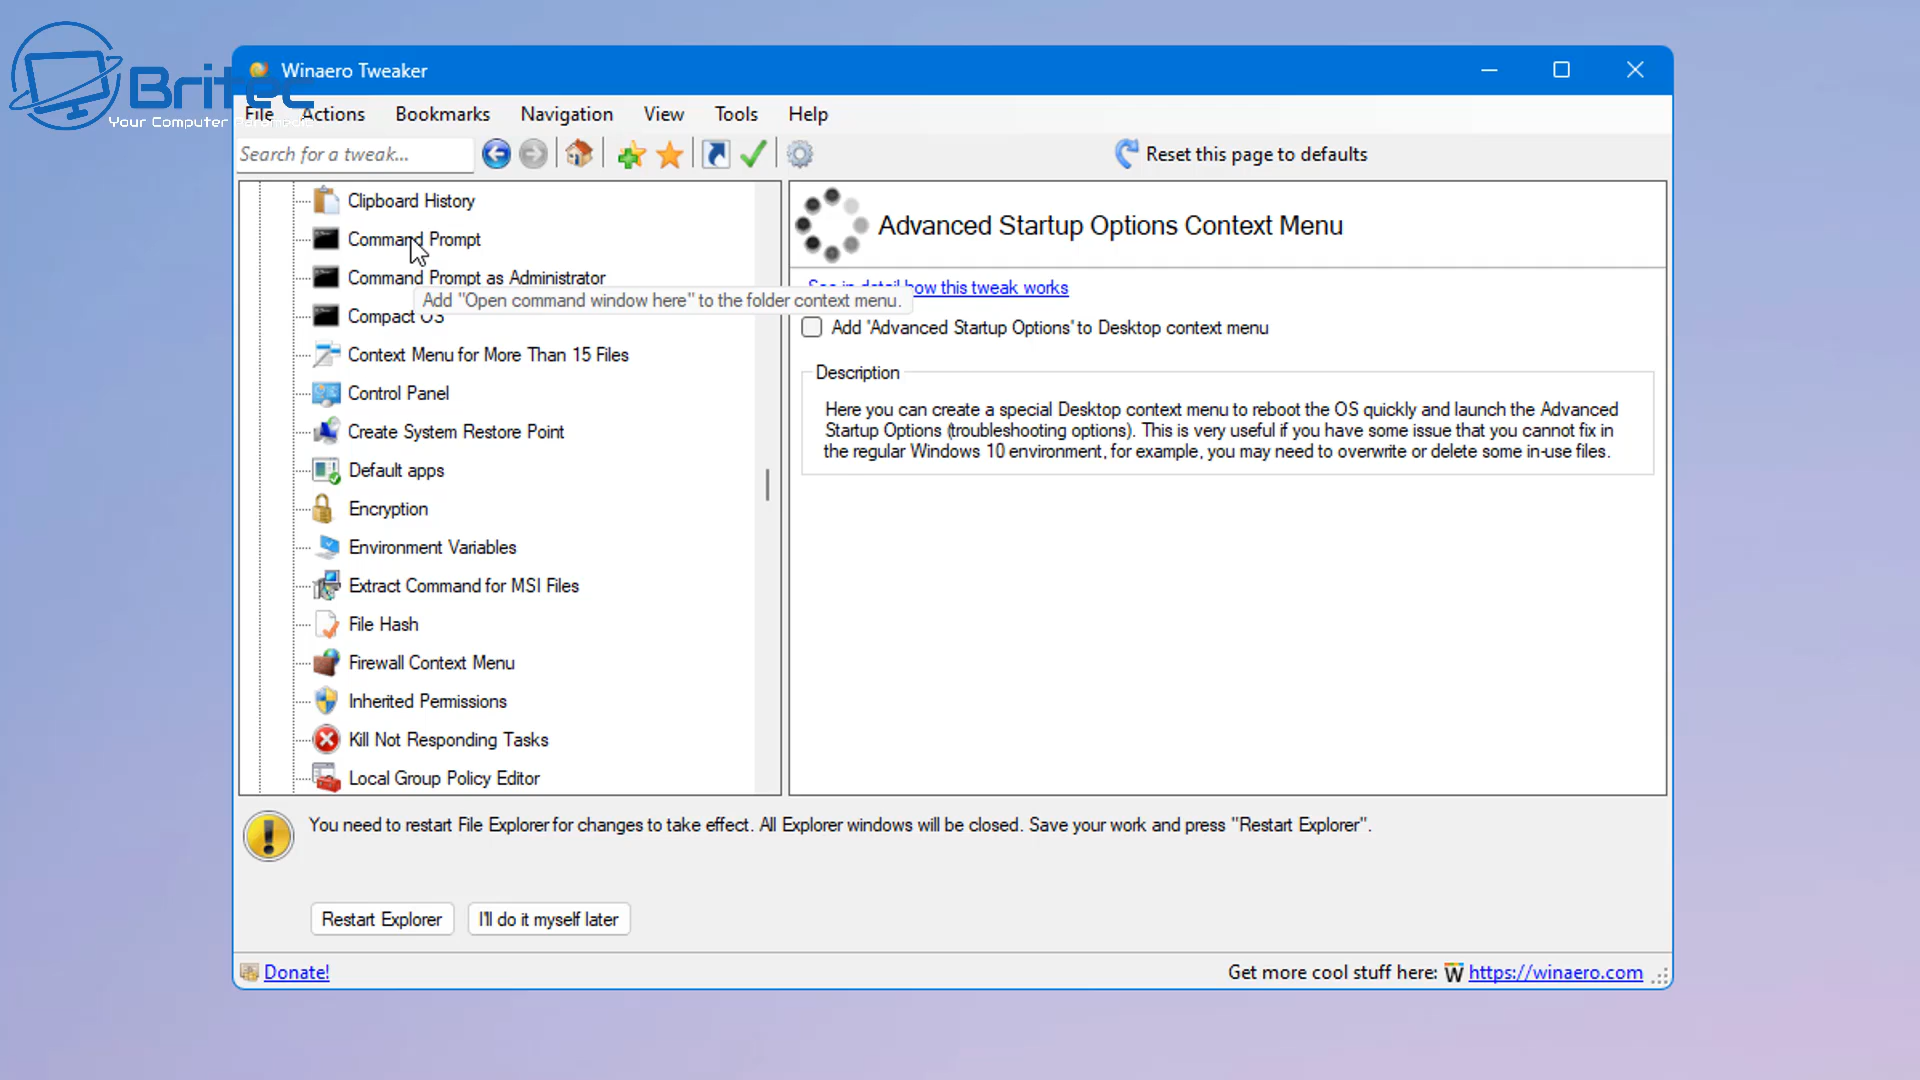 Britec
Your Computer
Winaero Tweaker
File Actions Bookmarks Navigation View Tools Help
Search for a tweak...
Reset this page to defaults
Clipboard History
Command Prompt
Command Prompt as Administrator
Add "Open command window here" to the folder context menu.
Compact OS
Context Menu for More Than 15 Files
Control Panel
Create System Restore Point
Default apps
Encryption
Environment Variables
Extract Command for MSI Files
File Hash
Firewall Context Menu
Inherited Permissions
Kill Not Responding Tasks
Local Group Policy Editor
Advanced Startup Options Context Menu
See in detail how this tweak works
Add 'Advanced Startup Options' to Desktop context menu
Description
Here you can create a special Desktop context menu to reboot the OS quickly and launch the Advanced
Startup Options (troubleshooting options). This is very useful if you have some issue that you cannot fix in
the regular Windows 10 environment, for example, you may need to overwrite or delete some in-use files.
You need to restart File Explorer for changes to take effect. All Explorer windows will be closed. Save your work and press "Restart Explorer".
Restart Explorer
I'll do it myself later
Donate!
Get more cool stuff here: W https://winaero.com